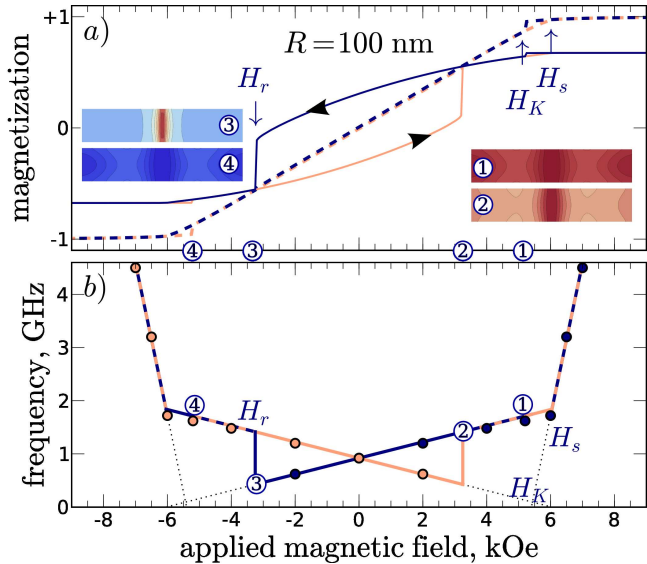 +1
a)
R=100 nm
H_r
H_s
H_K
magnetization
0
-1
③
④
①
②
④ ③ ② ①
b)
frequency, GHz
4
3
2
1
0
④ H_r ② ①
③ H_K H_s
-8 -6 -4 -2 0 2 4 6 8
applied magnetic field, kOe